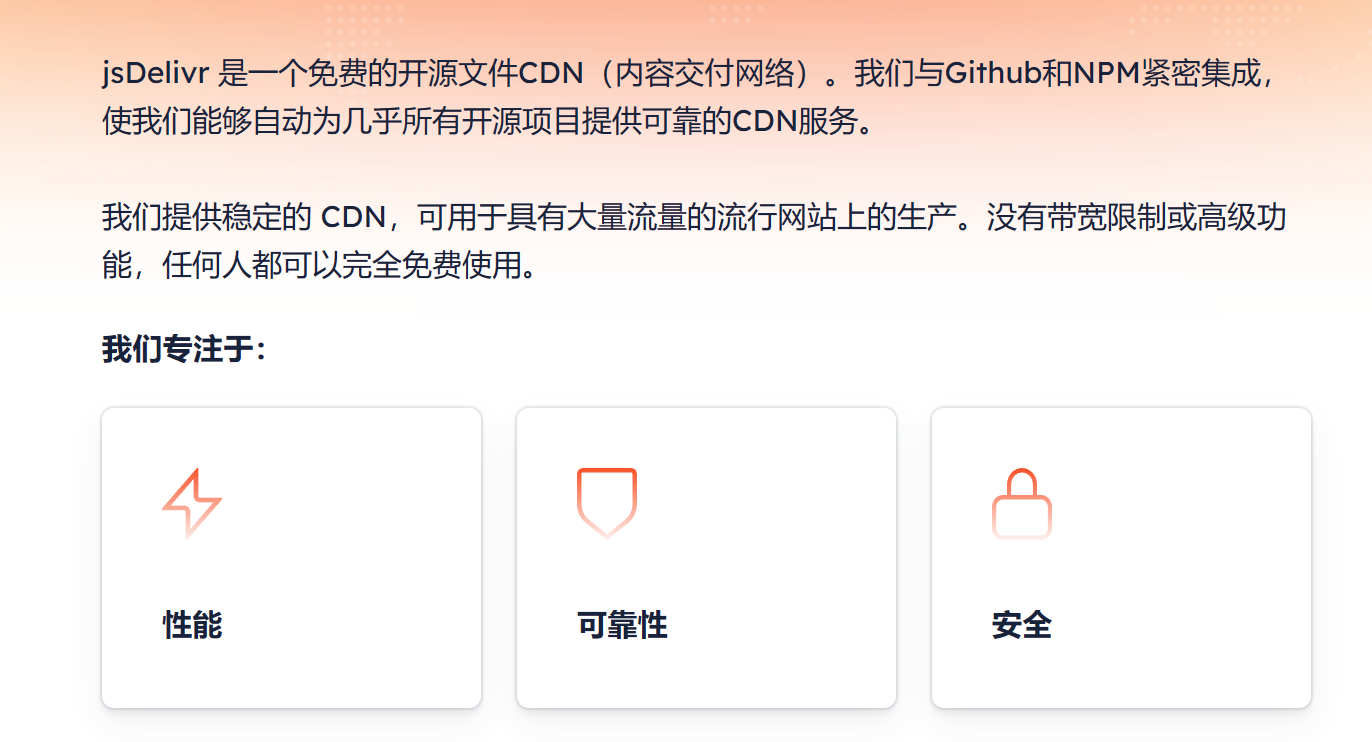 jsDelivr 是一个免费的开源文件CDN（内容交付网络）。我们与Github和NPM紧密集成，
使我们能够自动为几乎所有开源项目提供可靠的CDN服务。
我们提供稳定的 CDN，可用于具有大量流量的流行网站上的生产。没有带宽限制或高级功
能，任何人都可以完全免费使用。
我们专注于：
性能
可靠性
安全